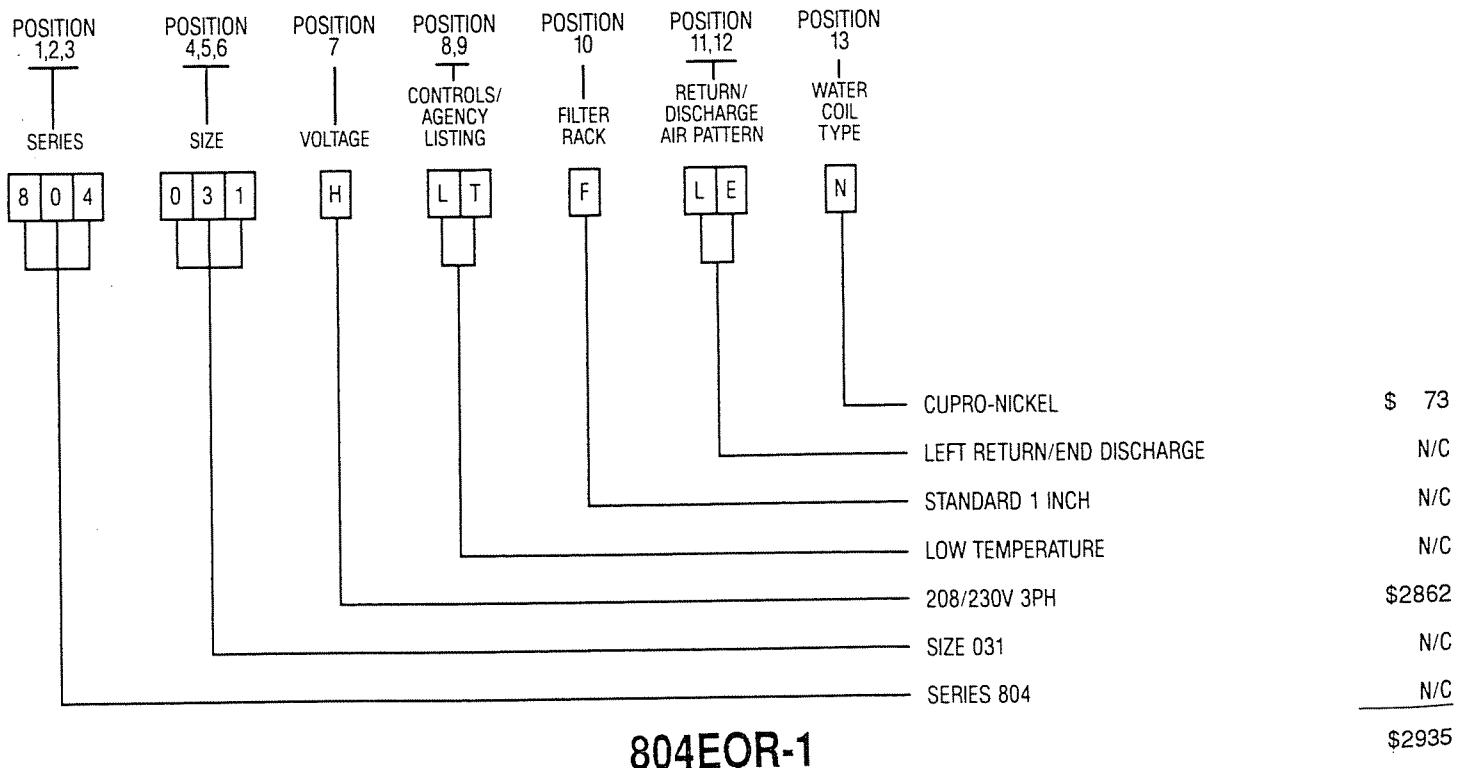 POSITION 1,2,3
POSITION 4,5,6
POSITION 7
POSITION 8,9
POSITION 10
POSITION 11,12
POSITION 13
SERIES
SIZE
VOLTAGE
CONTROLS/
AGENCY
LISTING
FILTER
RACK
RETURN/
DISCHARGE
AIR PATTERN
WATER
COIL
TYPE
8 0 4
0 3 1
H
L T
F
L E
N
CUPRO-NICKEL $ 73
LEFT RETURN/END DISCHARGE N/C
STANDARD 1 INCH N/C
LOW TEMPERATURE N/C
208/230V 3PH $2862
SIZE 031 N/C
SERIES 804 N/C
$2935
804EOR-1